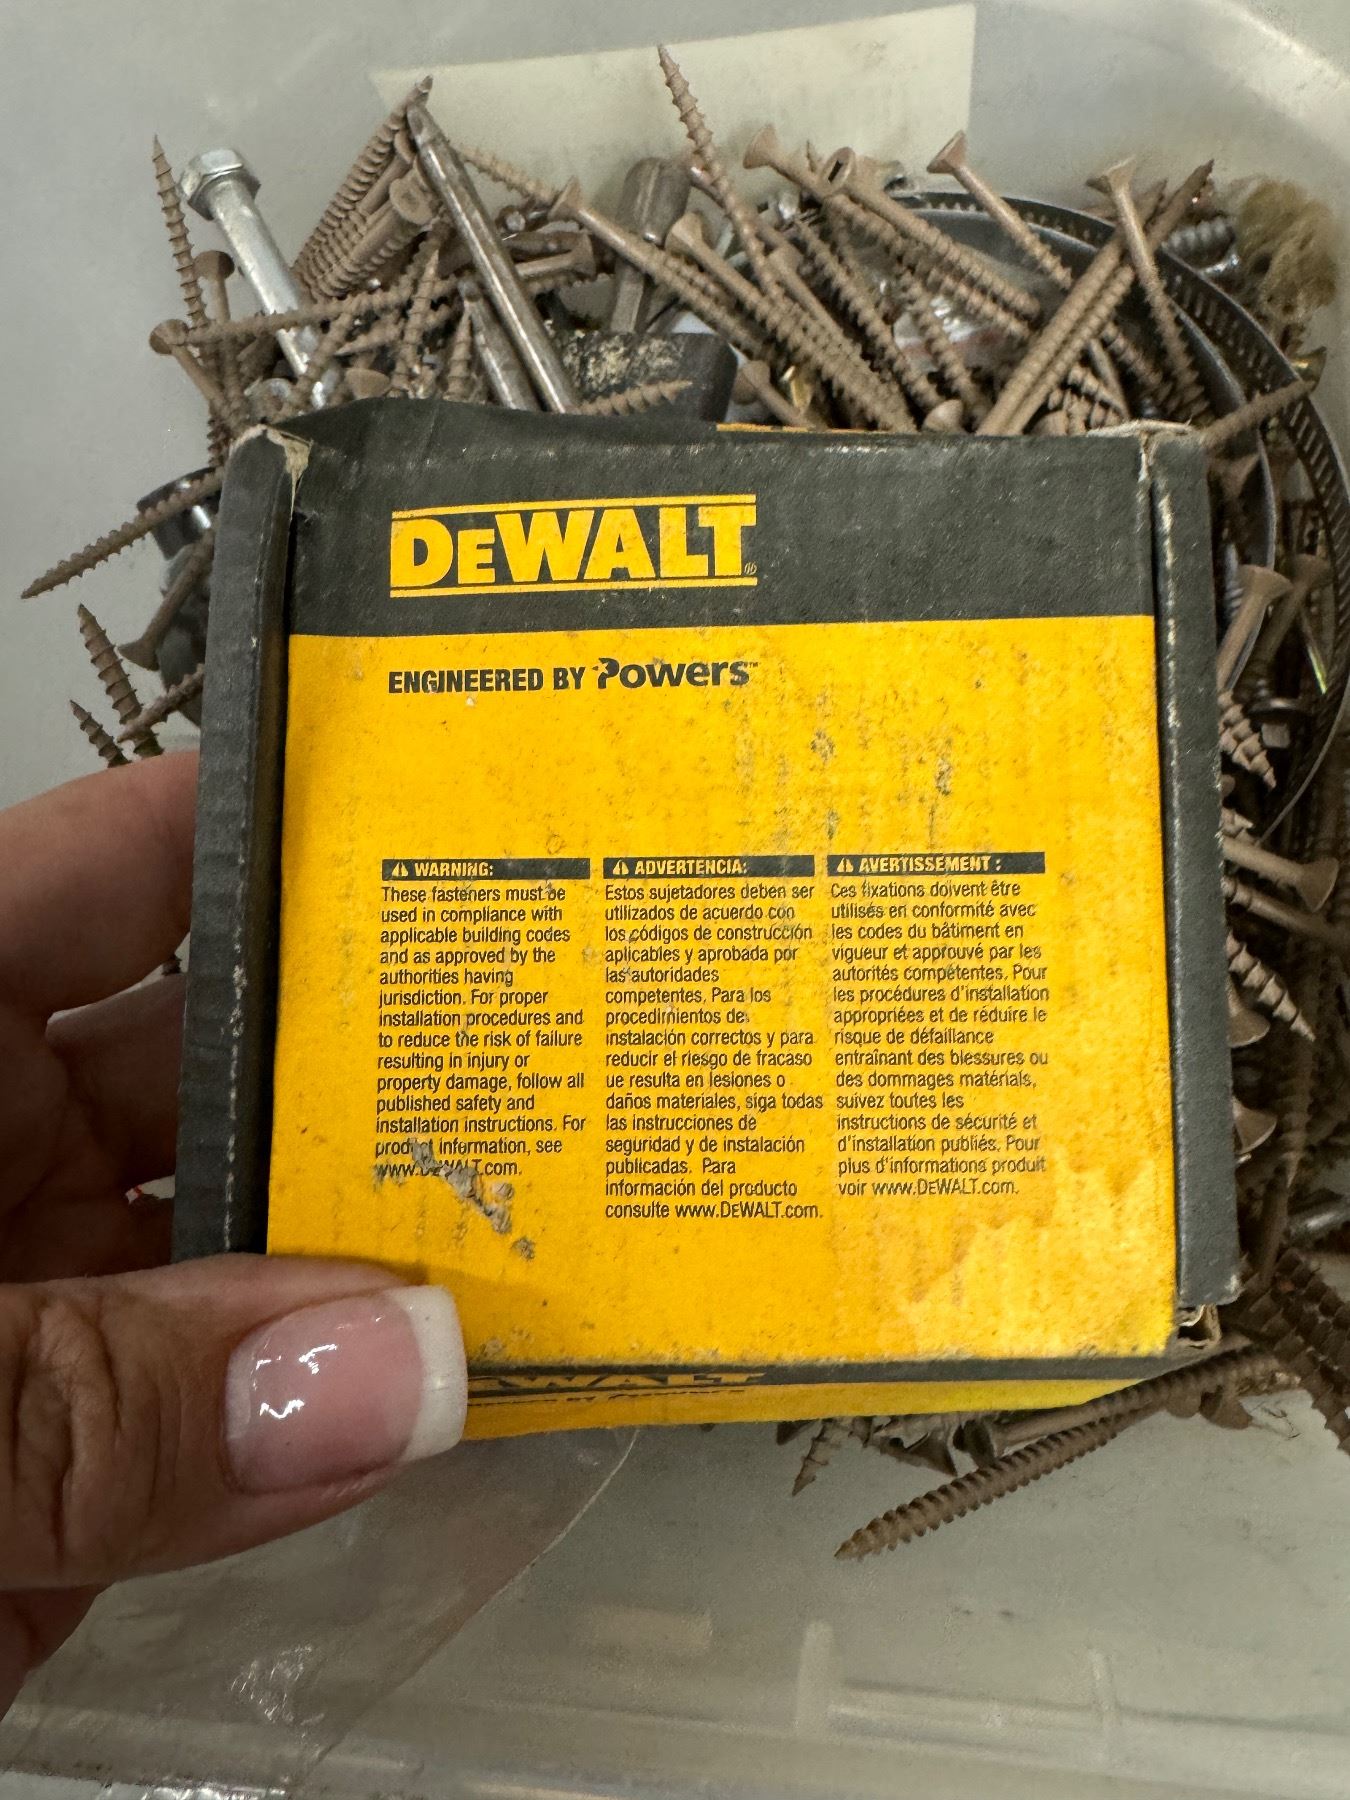 DEWALT
ENGINEERED BY Powers™
WARNING:
These fasteners must be
used in compliance with
applicable building codes
and as approved by the
authorities having
jurisdiction. For proper
installation procedures and
to reduce the risk of failure
resulting in injury or
property damage, follow all
published safety and
installation instructions. For
product information, see
www.DEWALT.com.
ADVERTENCIA:
Estos sujetadores deben ser
utilizados de acuerdo con
los códigos de construcción
aplicables y aprobada por
las autoridades
competentes. Para los
procedimientos de
instalación correctos y para
reducir el riesgo de fracaso
ue resulta en lesiones o
daños materiales, siga todas
las instrucciones de
seguridad y de instalación
publicadas. Para
información del producto
consulte www.DEWALT.com.
AVERTISSEMENT :
Ces fixations doivent être
utilisés en conformité avec
les codes du bâtiment en
vigueur et approuvé par les
autorités compétentes. Pour
les procédures d'installation
appropriées et de réduire le
risque de défaillance
entraînant des blessures ou
des dommages matérials,
suivez toutes les
instructions de sécurité et
d'installation publiés. Pour
plus d'informations produit
voir www.DEWALT.com.